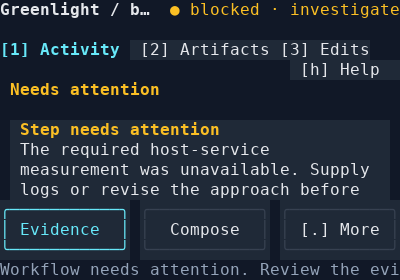 Greenlight / b… ● blocked · investigate
[1] Activity [2] Artifacts [3] Edits
[h] Help
Needs attention
Step needs attention
The required host-service
measurement was unavailable. Supply
logs or revise the approach before
Evidence Compose [.] More
Workflow needs attention. Review the evi